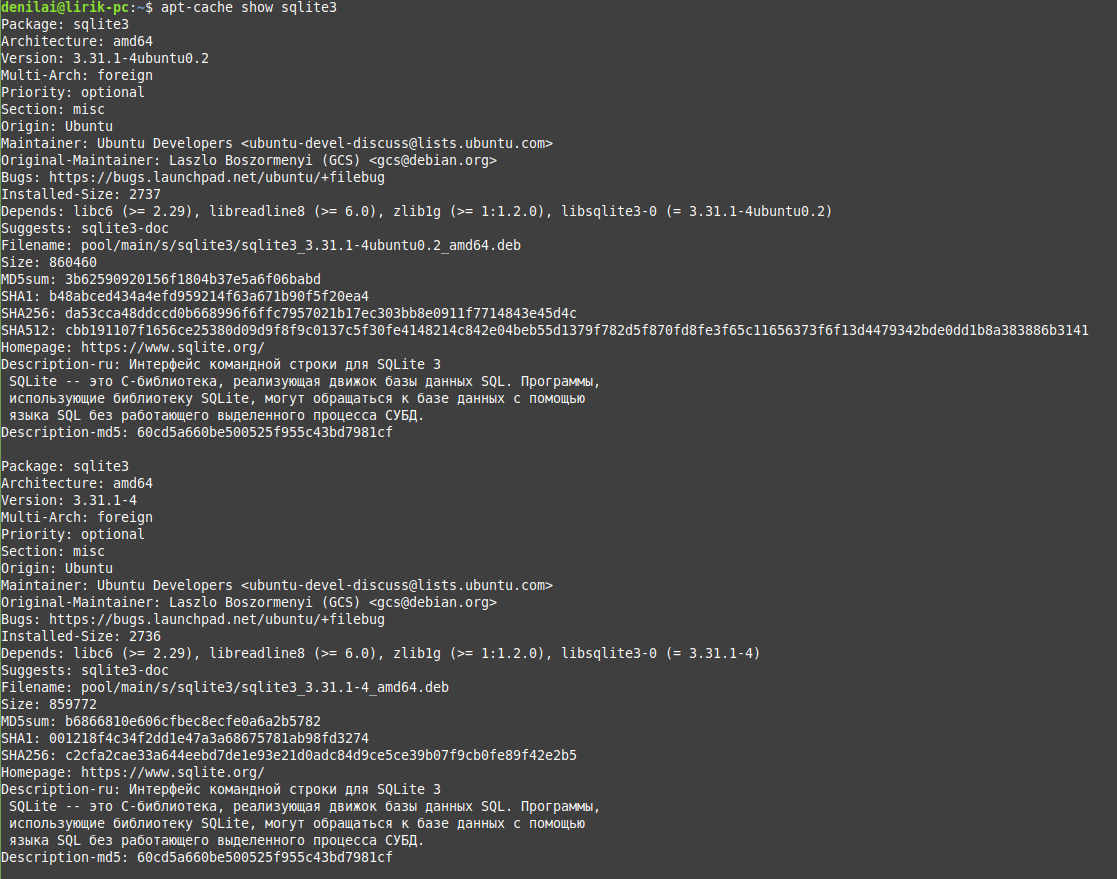 denilai@lirik-pc:~$ apt-cache show sqlite3
Package: sqlite3
Architecture: amd64
Version: 3.31.1-4ubuntu0.2
Multi-Arch: foreign
Priority: optional
Section: misc
Origin: Ubuntu
Maintainer: Ubuntu Developers <ubuntu-devel-discuss@lists.ubuntu.com>
Original-Maintainer: Laszlo Boszormenyi (GCS) <gcs@debian.org>
Bugs: https://bugs.launchpad.net/ubuntu/+filebug
Installed-Size: 2737
Depends: libc6 (>= 2.29), libreadline8 (>= 6.0), zlib1g (>= 1:1.2.0), libsqlite3-0 (= 3.31.1-4ubuntu0.2)
Suggests: sqlite3-doc
Filename: pool/main/s/sqlite3/sqlite3_3.31.1-4ubuntu0.2_amd64.deb
Size: 860460
MD5sum: 3b62590920156f1804b37e5a6f06babd
SHA1: b48abced434a4efd959214f63a671b90f5f20ea4
SHA256: da53cca48ddccd0b668996f6ffc7957021b17ec303bb8e0911f7714843e45d4c
SHA512: cbb191107f1656ce25380d09d9f8f9c0137c5f30fe4148214c842e04beb55d1379f782d5f870fd8fe3f65c11656373f6f13d4479342bde0dd1b8a383886b3141
Homepage: https://www.sqlite.org/
Description-ru: Интерфейс командной строки для SQLite 3
 SQLite -- это C-библиотека, реализующая движок базы данных SQL. Программы,
 использующие библиотеку SQLite, могут обращаться к базе данных с помощью
 языка SQL без работающего выделенного процесса СУБД.
Description-md5: 60cd5a660be500525f955c43bd7981cf

Package: sqlite3
Architecture: amd64
Version: 3.31.1-4
Multi-Arch: foreign
Priority: optional
Section: misc
Origin: Ubuntu
Maintainer: Ubuntu Developers <ubuntu-devel-discuss@lists.ubuntu.com>
Original-Maintainer: Laszlo Boszormenyi (GCS) <gcs@debian.org>
Bugs: https://bugs.launchpad.net/ubuntu/+filebug
Installed-Size: 2736
Depends: libc6 (>= 2.29), libreadline8 (>= 6.0), zlib1g (>= 1:1.2.0), libsqlite3-0 (= 3.31.1-4)
Suggests: sqlite3-doc
Filename: pool/main/s/sqlite3/sqlite3_3.31.1-4_amd64.deb
Size: 859772
MD5sum: b6866810e606cfbec8ecfe0a6a2b5782
SHA1: 001218f4c34f2dd1e47a3a68675781ab98fd3274
SHA256: c2cfa2cae33a644eebd7de1e93e21d0adc84d9ce5ce39b07f9cb0fe89f42e2b5
Homepage: https://www.sqlite.org/
Description-ru: Интерфейс командной строки для SQLite 3
 SQLite -- это C-библиотека, реализующая движок базы данных SQL. Программы,
 использующие библиотеку SQLite, могут обращаться к базе данных с помощью
 языка SQL без работающего выделенного процесса СУБД.
Description-md5: 60cd5a660be500525f955c43bd7981cf